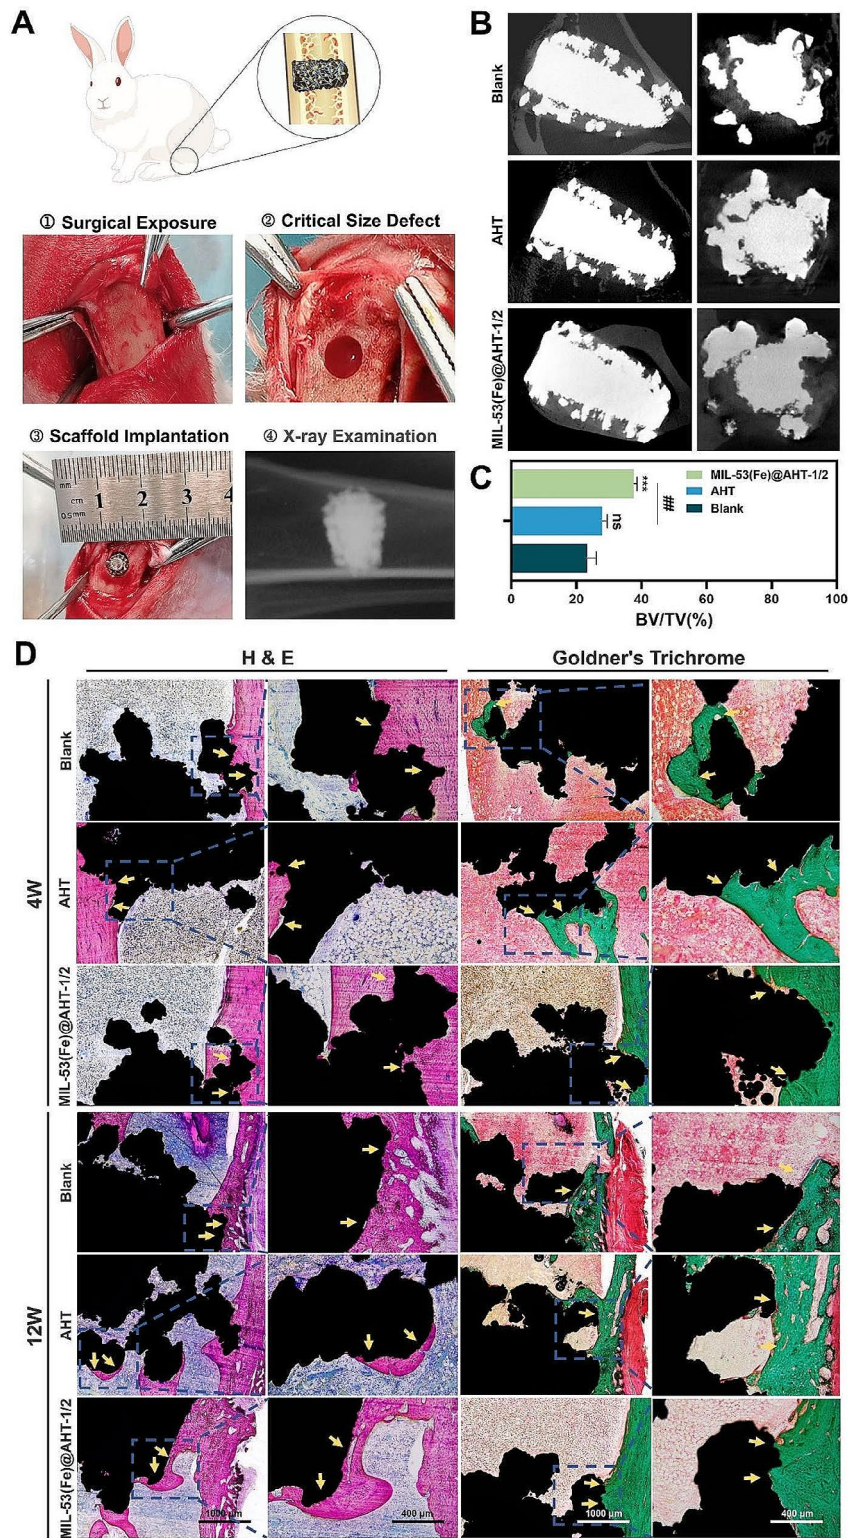 A
① Surgical Exposure
② Critical Size Defect
③ Scaffold Implantation
④ X-ray Examination
mm
cm
0.5mm
1 2 3 4
B
Blank
AHT
MIL-53(Fe)@AHT-1/2
C
MIL-53(Fe)@AHT-1/2
AHT
Blank
***
##
ns
0 20 40 60 80 100
BV/TV(%)
D
H & E
Goldner's Trichrome
4W
Blank
AHT
MIL-53(Fe)@AHT-1/2
12W
Blank
AHT
MIL-53(Fe)@AHT-1/2
1000 μm
400 μm
1000 μm
400 μm